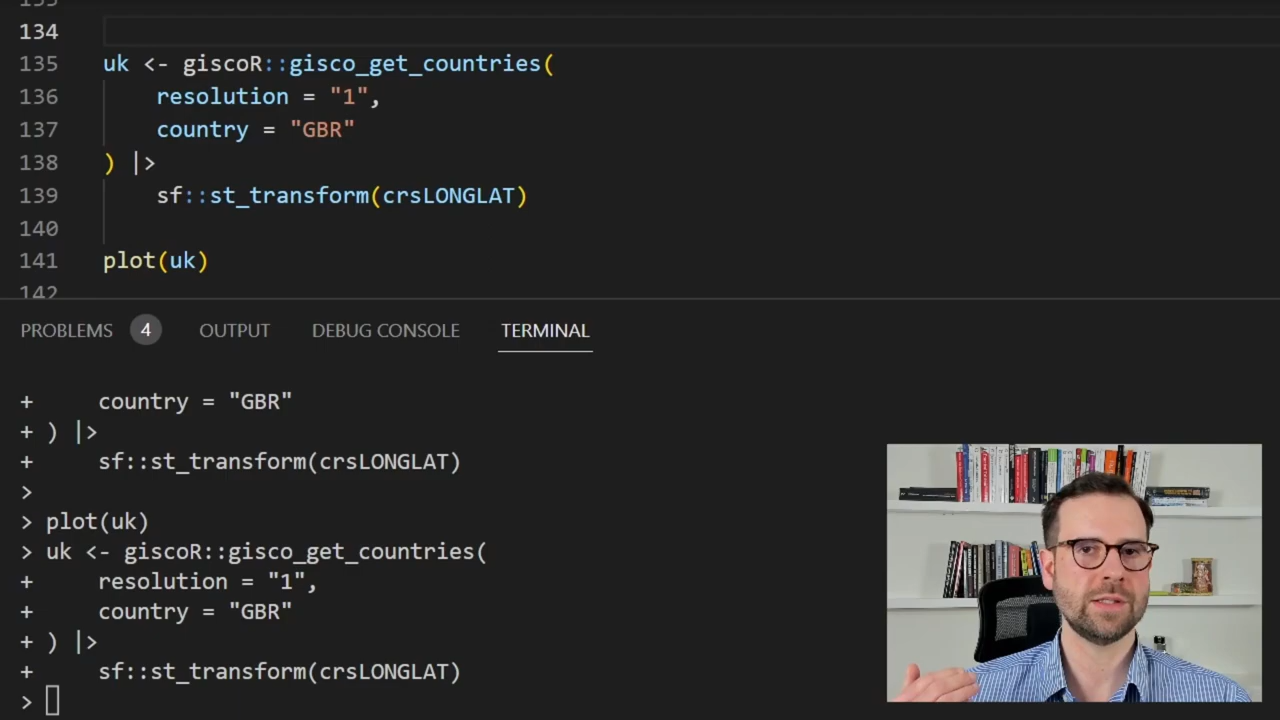 133
134
135 uk <- giscoR::gisco_get_countries(
136 resolution = "1",
137 country = "GBR"
138 ) |>
139 sf::st_transform(crsLONGLAT)
140
141 plot(uk)
142
PROBLEMS 4 OUTPUT DEBUG CONSOLE TERMINAL
+ country = "GBR"
+ ) |>
+ sf::st_transform(crsLONGLAT)
>
> plot(uk)
> uk <- giscoR::gisco_get_countries(
+ resolution = "1",
+ country = "GBR"
+ ) |>
+ sf::st_transform(crsLONGLAT)
>